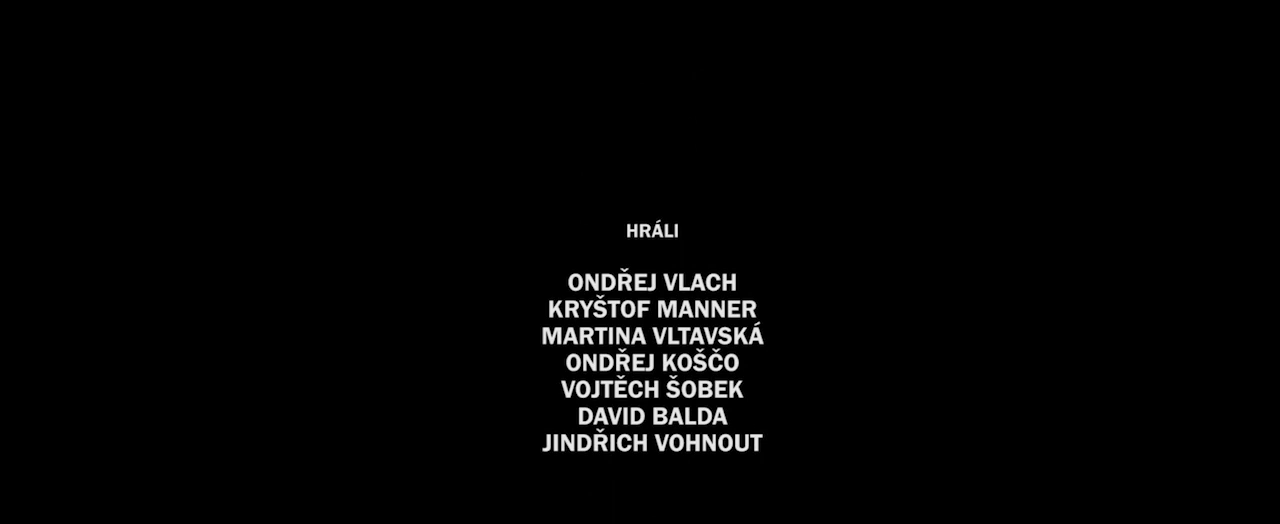 HRÁLI
ONDŘEJ VLACH
KRYŠTOF MANNER
MARTINA VLTAVSKÁ
ONDŘEJ KOŠČO
VOJTĚCH ŠOBEK
DAVID BALDA
JINDŘICH VOHNOUT